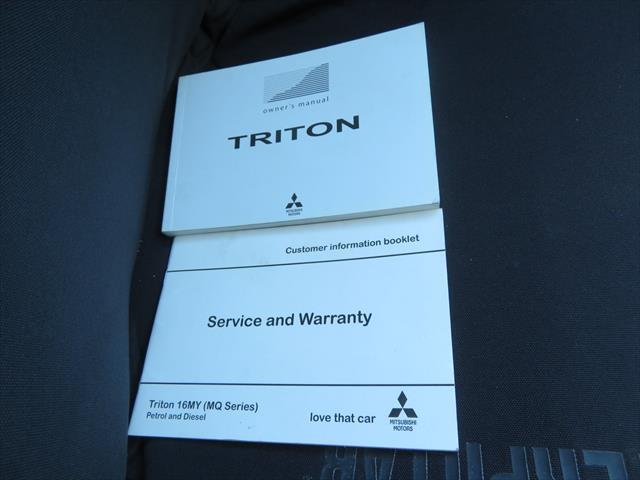 owner's manual
TRITON
MITSUBISHI
MOTORS
Customer information booklet
Service and Warranty
Triton 16MY (MQ Series)
Petrol and Diesel
love that car
MITSUBISHI
MOTORS